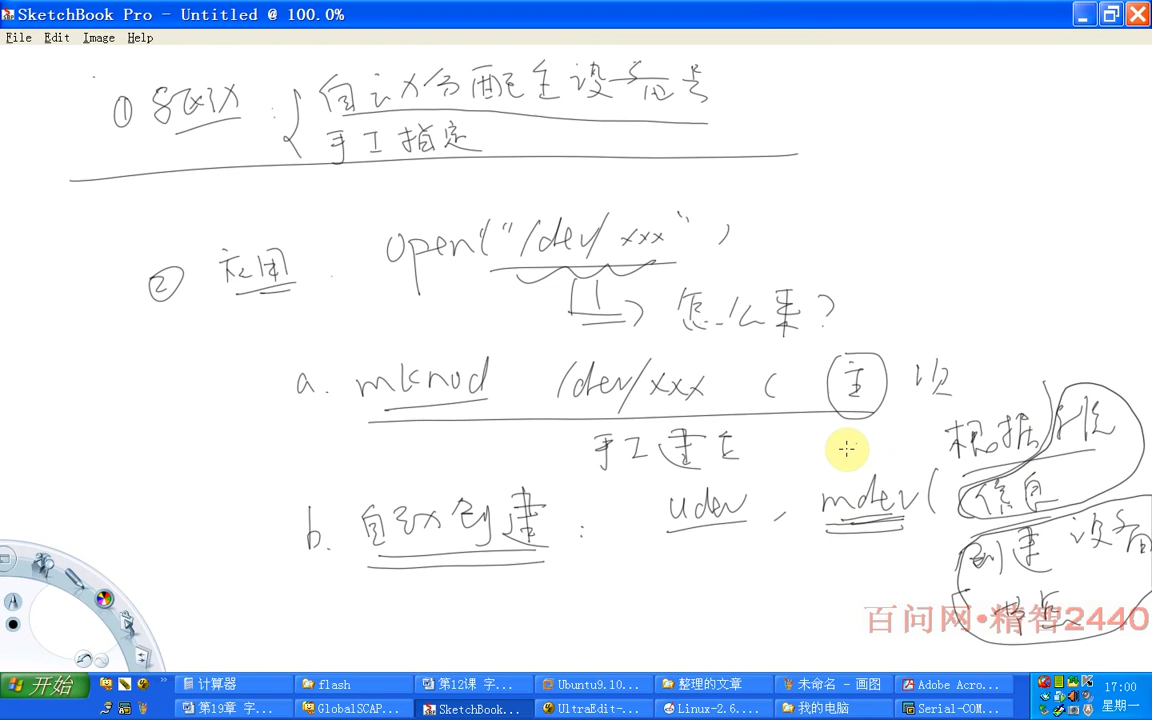 SketchBook Pro - Untitled @ 100.0%
File Edit Image Help
① 驱动 : { 自动分配主设备号
手工指定
② 应用 . open("/dev/xxx" ,
怎么来?
a. mknod /dev/xxx c 主 次
手工建立
b. 自动创建 : udev , mdev( 根据系统
信息
创建设备
节点
百问网·精智2440
开始 计算器 flash 第12课 字... Ubuntu9.10... 整理的文章 未命名 - 画图 Adobe Acro... 17:00
第19章 字... GlobalSCAP... SketchBook... UltraEdit-... Linux-2.6.... 我的电脑 Serial-COM... 星期一